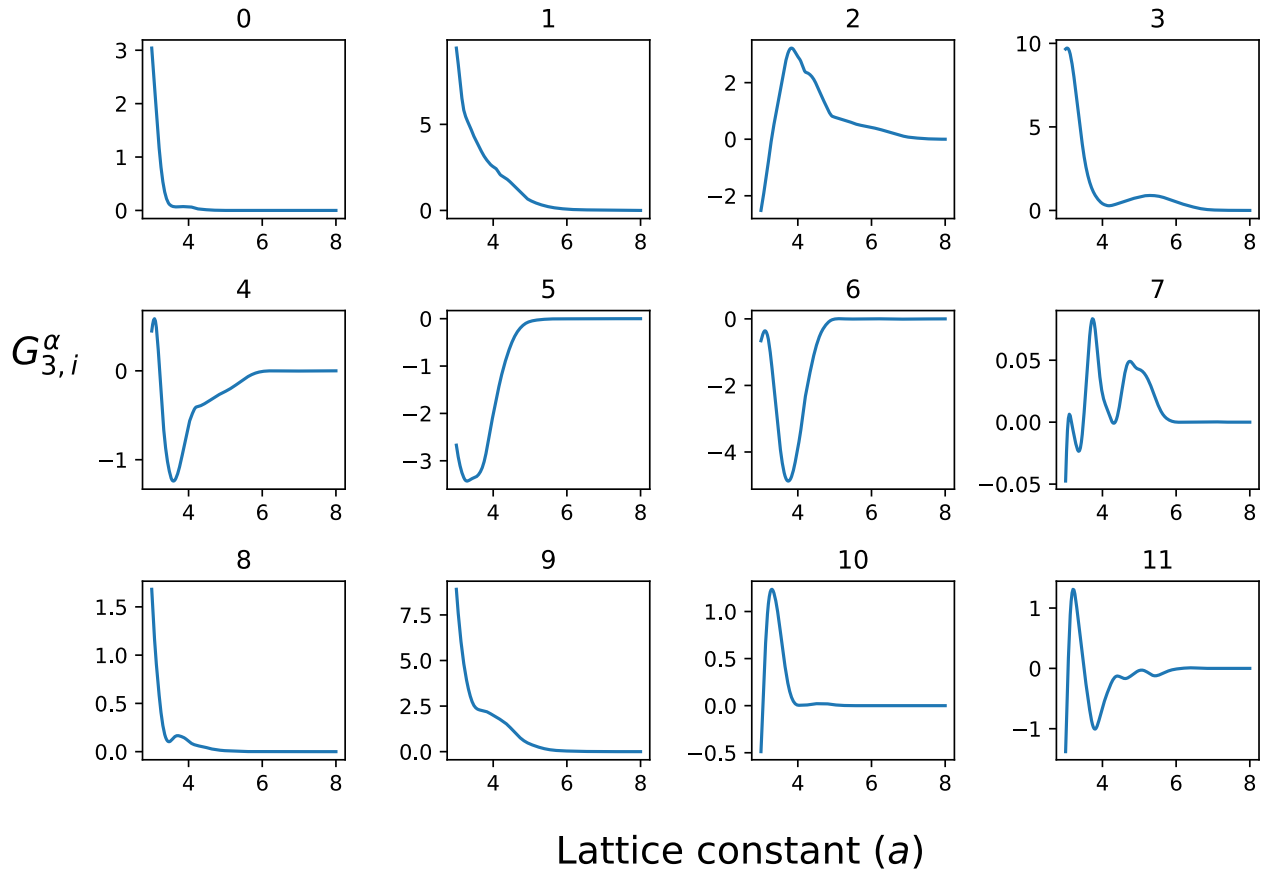 0 1 2 3
3 2 1 0
5 0
2 0 −2
10 5 0
4 6 8 4 6 8 4 6 8 4 6 8
4 5 6 7
G^α_{3,i}
0 −1
0 −1 −2 −3
0 −2 −4
0.05 0.00 −0.05
4 6 8 4 6 8 4 6 8 4 6 8
8 9 10 11
1.5 1.0 0.5 0.0
7.5 5.0 2.5 0.0
1.0 0.5 0.0 −0.5
1 0 −1
4 6 8 4 6 8 4 6 8 4 6 8
Lattice constant (a)